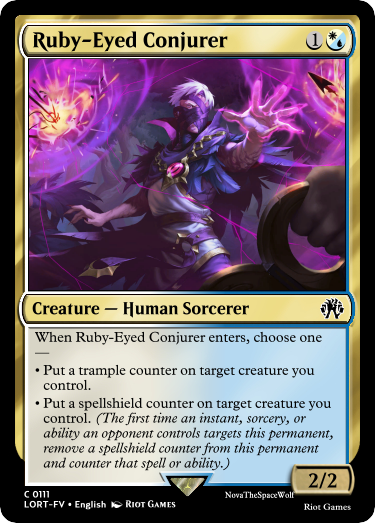 Ruby-Eyed Conjurer 1
Creature — Human Sorcerer
When Ruby-Eyed Conjurer enters, choose one
—
• Put a trample counter on target creature you
control.
• Put a spellshield counter on target creature you
control. (The first time an instant, sorcery, or
ability an opponent controls targets this permanent,
remove a spellshield counter from this permanent
and counter that spell or ability.)
2/2
C 0111
LORT-FV • English Riot Games
NovaTheSpaceWolf
Riot Games